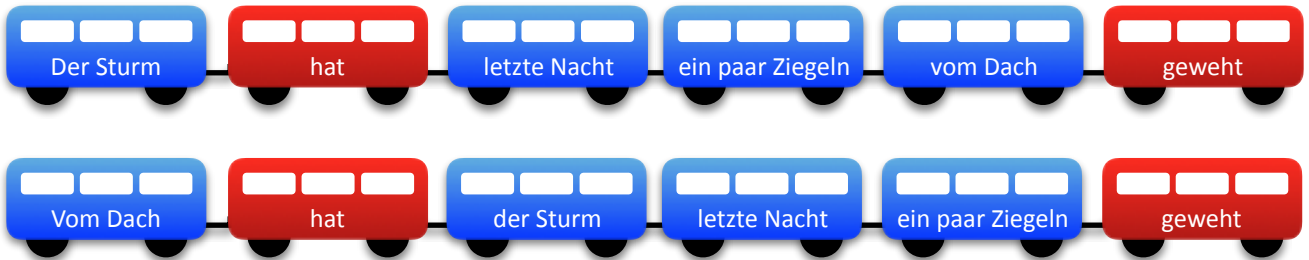 Der Sturm hat letzte Nacht ein paar Ziegeln vom Dach geweht
Vom Dach hat der Sturm letzte Nacht ein paar Ziegeln geweht